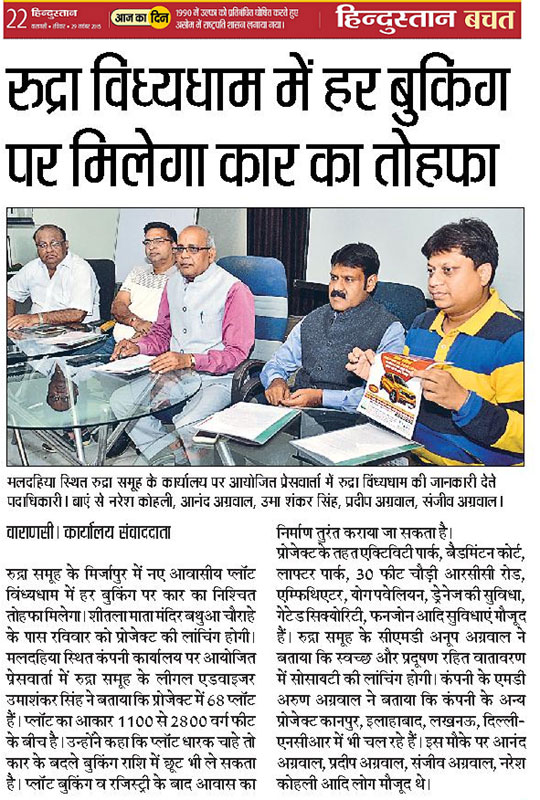 22 हिन्दुस्तान
वाराणसी • रविवार • 29 नवंबर 2015
आज का दिन
1990 में उल्फा को प्रतिबंधित घोषित करते हुए
असोम में राष्ट्रपति शासन लगाया गया।
हिन्दुस्तान बचत
रुद्रा विंध्यधाम में हर बुकिंग
पर मिलेगा कार का तोहफा
मलदहिया स्थित रुद्रा समूह के कार्यालय पर आयोजित प्रेसवार्ता में रुद्रा विंध्यधाम की जानकारी देते
पदाधिकारी। बाएं से नरेश कोहली, आनंद अग्रवाल, उमा शंकर सिंह, प्रदीप अग्रवाल, संजीव अग्रवाल।
वाराणसी। कार्यालय संवाददाता
रुद्रा समूह के मिर्जापुर में नए आवासीय प्लॉट
विंध्यधाम में हर बुकिंग पर कार का निश्चित
तोहफा मिलेगा। शीतला माता मंदिर बथुआ चौराहे
के पास रविवार को प्रोजेक्ट की लांचिंग होगी।
मलदहिया स्थित कंपनी कार्यालय पर आयोजित
प्रेसवार्ता में रुद्रा समूह के लीगल एडवाइजर
उमाशंकर सिंह ने बताया कि प्रोजेक्ट में 68 प्लॉट
हैं। प्लॉट का आकार 1100 से 2800 वर्ग फीट
के बीच है। उन्होंने कहा कि प्लॉट धारक चाहे तो
कार के बदले बुकिंग राशि में छूट भी ले सकता
है। प्लॉट बुकिंग व रजिस्ट्री के बाद आवास का
निर्माण तुरंत कराया जा सकता है।
प्रोजेक्ट के तहत एक्टिविटी पार्क, बैडमिंटन कोर्ट,
लाफ्टर पार्क, 30 फीट चौड़ी आरसीसी रोड,
एम्फिथिएटर, योग पवेलियन, ड्रेनेज की सुविधा,
गेटेड सिक्योरिटी, फनजोन आदि सुविधाएं मौजूद
हैं। रुद्रा समूह के सीएमडी अनूप अग्रवाल ने
बताया कि स्वच्छ और प्रदूषण रहित वातावरण
में सोसायटी की लांचिंग होगी। कंपनी के एमडी
अरुण अग्रवाल ने बताया कि कंपनी के अन्य
प्रोजेक्ट कानपुर, इलाहाबाद, लखनऊ, दिल्ली-
एनसीआर में भी चल रहे हैं। इस मौके पर आनंद
अग्रवाल, प्रदीप अग्रवाल, संजीव अग्रवाल, नरेश
कोहली आदि लोग मौजूद थे।